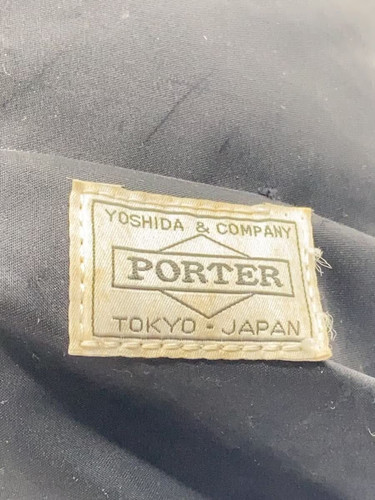 YOSHIDA & COMPANY
PORTER
TOKYO · JAPAN